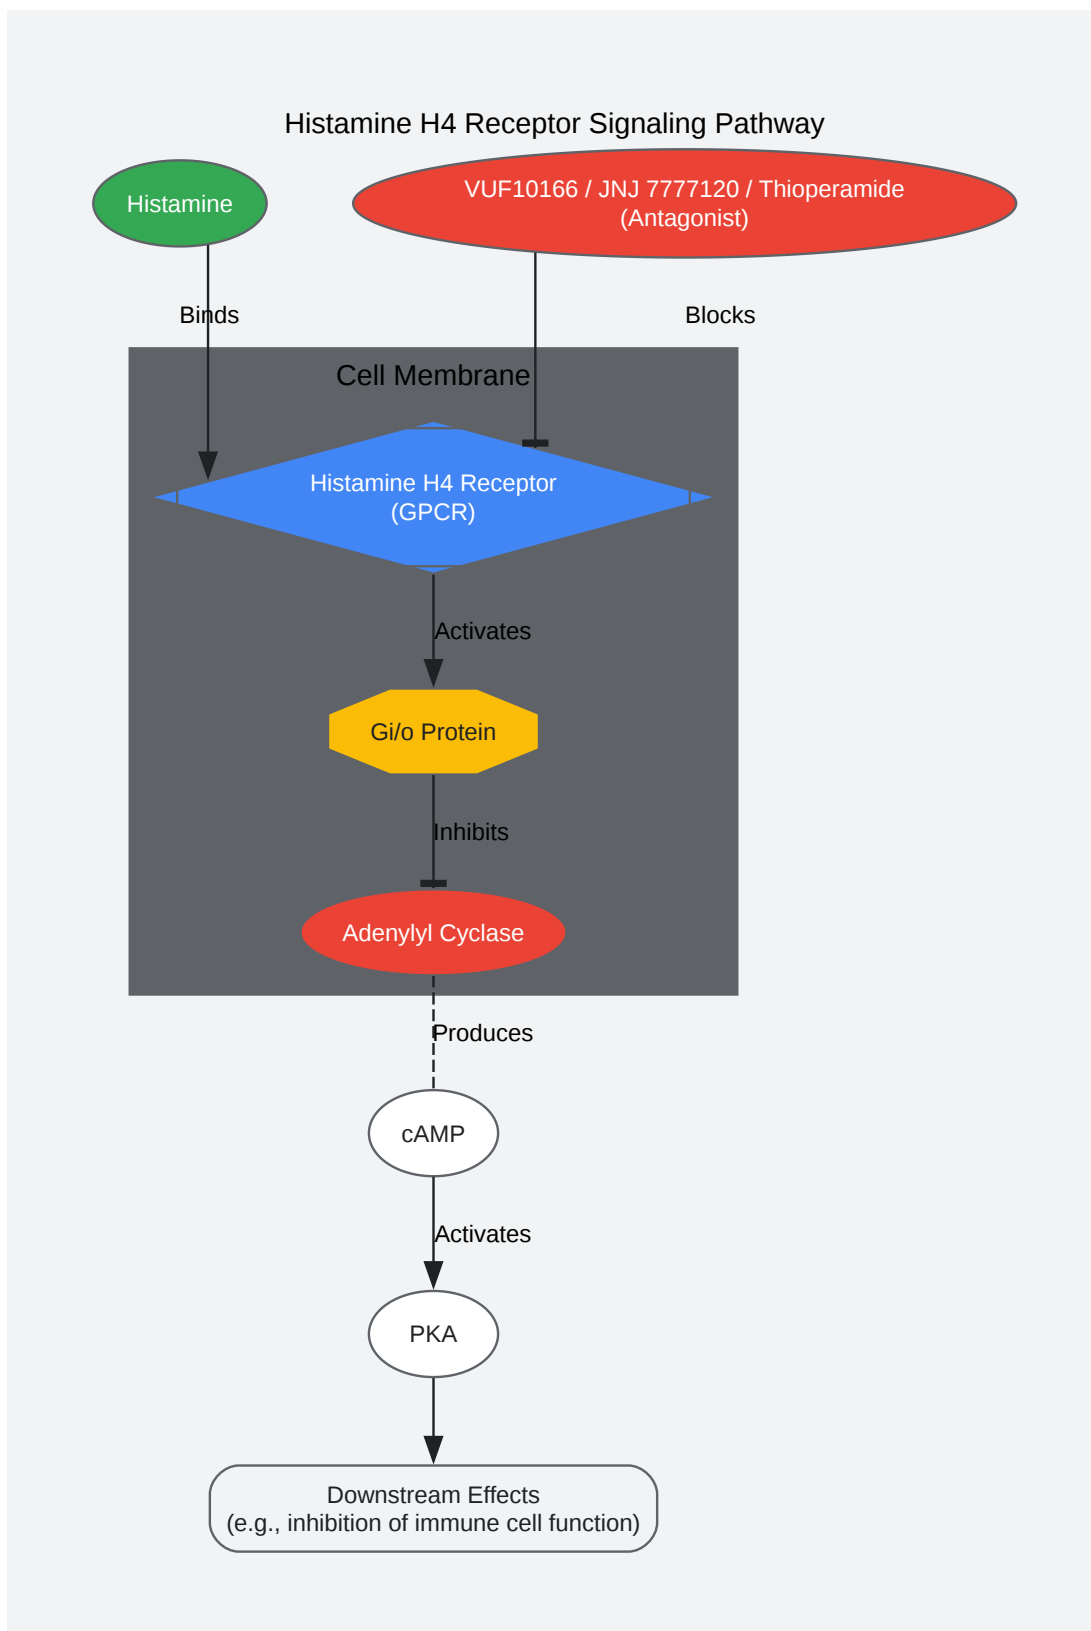 Histamine H4 Receptor Signaling Pathway
Histamine
VUF10166 / JNJ 7777120 / Thioperamide
(Antagonist)
Binds
Blocks
Cell Membrane
Histamine H4 Receptor
(GPCR)
Activates
Gi/o Protein
Inhibits
Adenylyl Cyclase
Produces
cAMP
Activates
PKA
Downstream Effects
(e.g., inhibition of immune cell function)